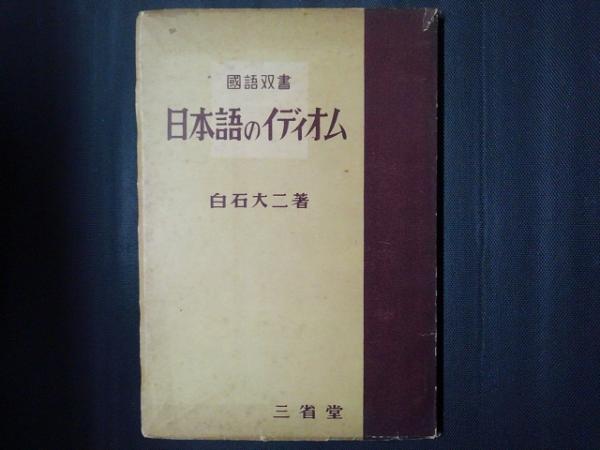 國語双書
日本語のイディオム
白石大二著
三省堂